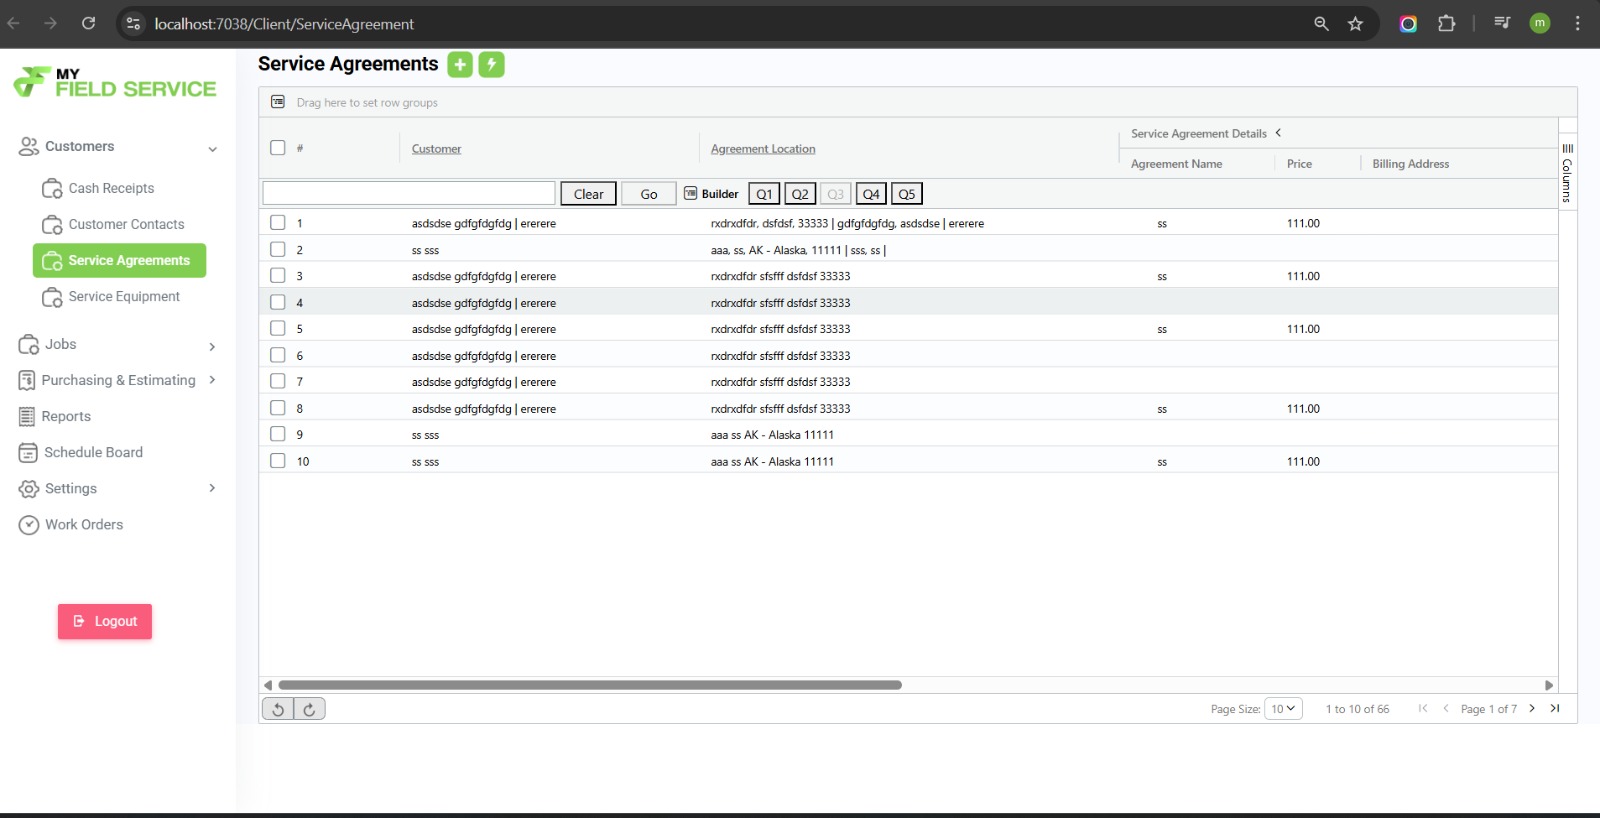 localhost:7038/Client/ServiceAgreement
m
MY
FIELD SERVICE
Customers
Cash Receipts
Customer Contacts
Service Agreements
Service Equipment
Jobs
Purchasing & Estimating
Reports
Schedule Board
Settings
Work Orders
Logout
Service Agreements
Drag here to set row groups
# Customer Agreement Location
Service Agreement Details
Agreement Name Price Billing Address
Columns
Clear Go Builder Q1 Q2 Q3 Q4 Q5
1 asdsdse gdfgfdgfdg | erererere rxdrxdfdr, dsfdsf, 33333 | gdfgfdgfdg, asdsdse | erererere ss 111.00
2 ss sss aaa, ss, AK - Alaska, 11111 | sss, ss |
3 asdsdse gdfgfdgfdg | erererere rxdrxdfdr sfsfff dsfdsf 33333 ss 111.00
4 asdsdse gdfgfdgfdg | erererere rxdrxdfdr sfsfff dsfdsf 33333
5 asdsdse gdfgfdgfdg | erererere rxdrxdfdr sfsfff dsfdsf 33333 ss 111.00
6 asdsdse gdfgfdgfdg | erererere rxdrxdfdr sfsfff dsfdsf 33333
7 asdsdse gdfgfdgfdg | erererere rxdrxdfdr sfsfff dsfdsf 33333
8 asdsdse gdfgfdgfdg | erererere rxdrxdfdr sfsfff dsfdsf 33333 ss 111.00
9 ss sss aaa ss AK - Alaska 11111
10 ss sss aaa ss AK - Alaska 11111 ss 111.00
Page Size: 10 1 to 10 of 66 Page 1 of 7